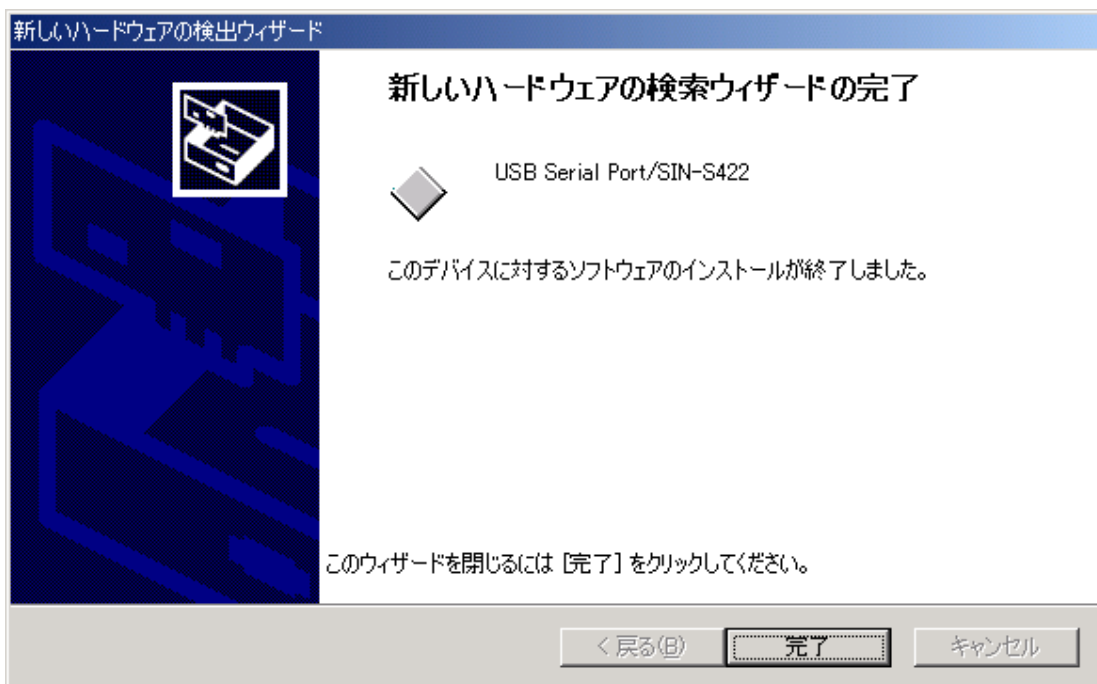 新しいハードウェアの検出ウィザード
新しいハードウェアの検索ウィザードの完了
USB Serial Port/SIN-S422
このデバイスに対するソフトウェアのインストールが終了しました。
このウィザードを閉じるには [完了] をクリックしてください。
< 戻る(B)
完了
キャンセル